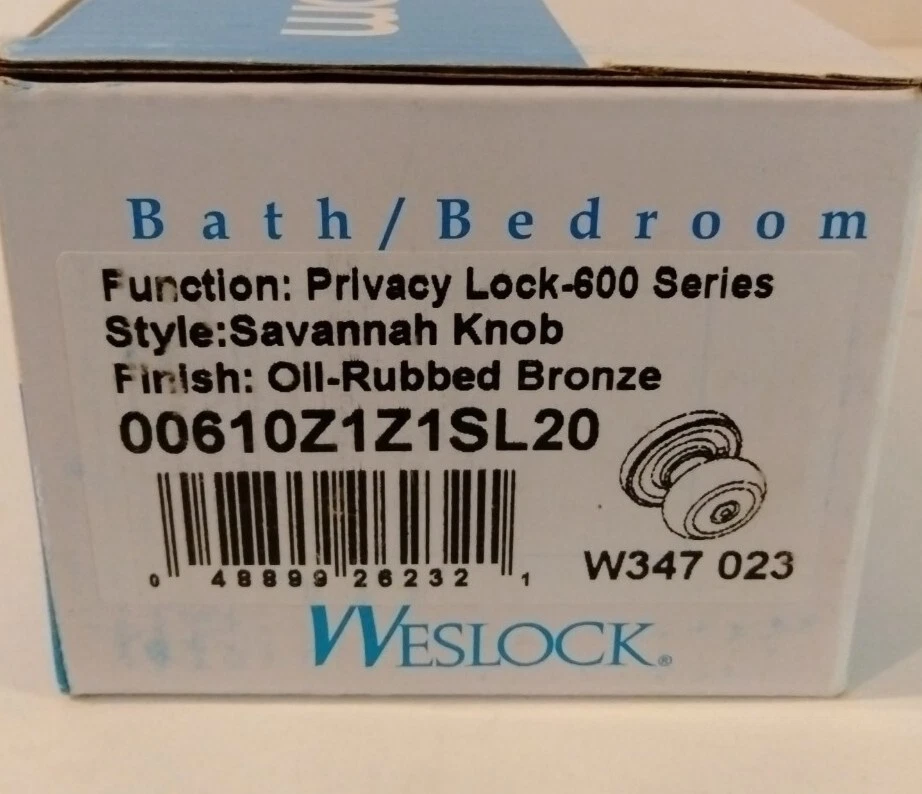 Bath/Bedroom
Function: Privacy Lock-600 Series
Style:Savannah Knob
Finish: Oil-Rubbed Bronze
00610Z1Z1SL20
0 48899 26232 1
W347 023
WESLOCK®